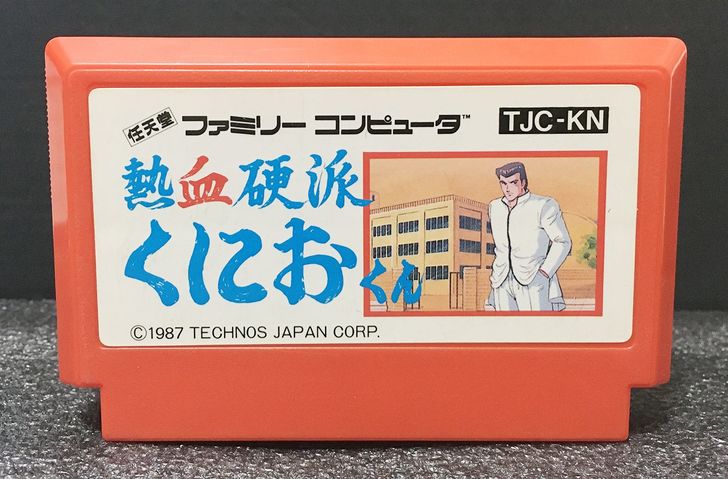 任天堂 ファミリー コンピュータ™ TJC-KN
熱血硬派
くにおくん
©1987 TECHNOS JAPAN CORP.